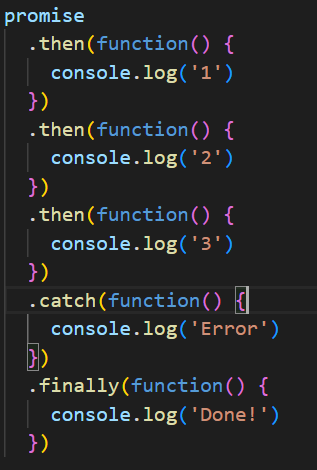 promise
  .then(function() {
    console.log('1')
  })
  .then(function() {
    console.log('2')
  })
  .then(function() {
    console.log('3')
  })
  .catch(function() {
    console.log('Error')
  })
  .finally(function() {
    console.log('Done!')
  })